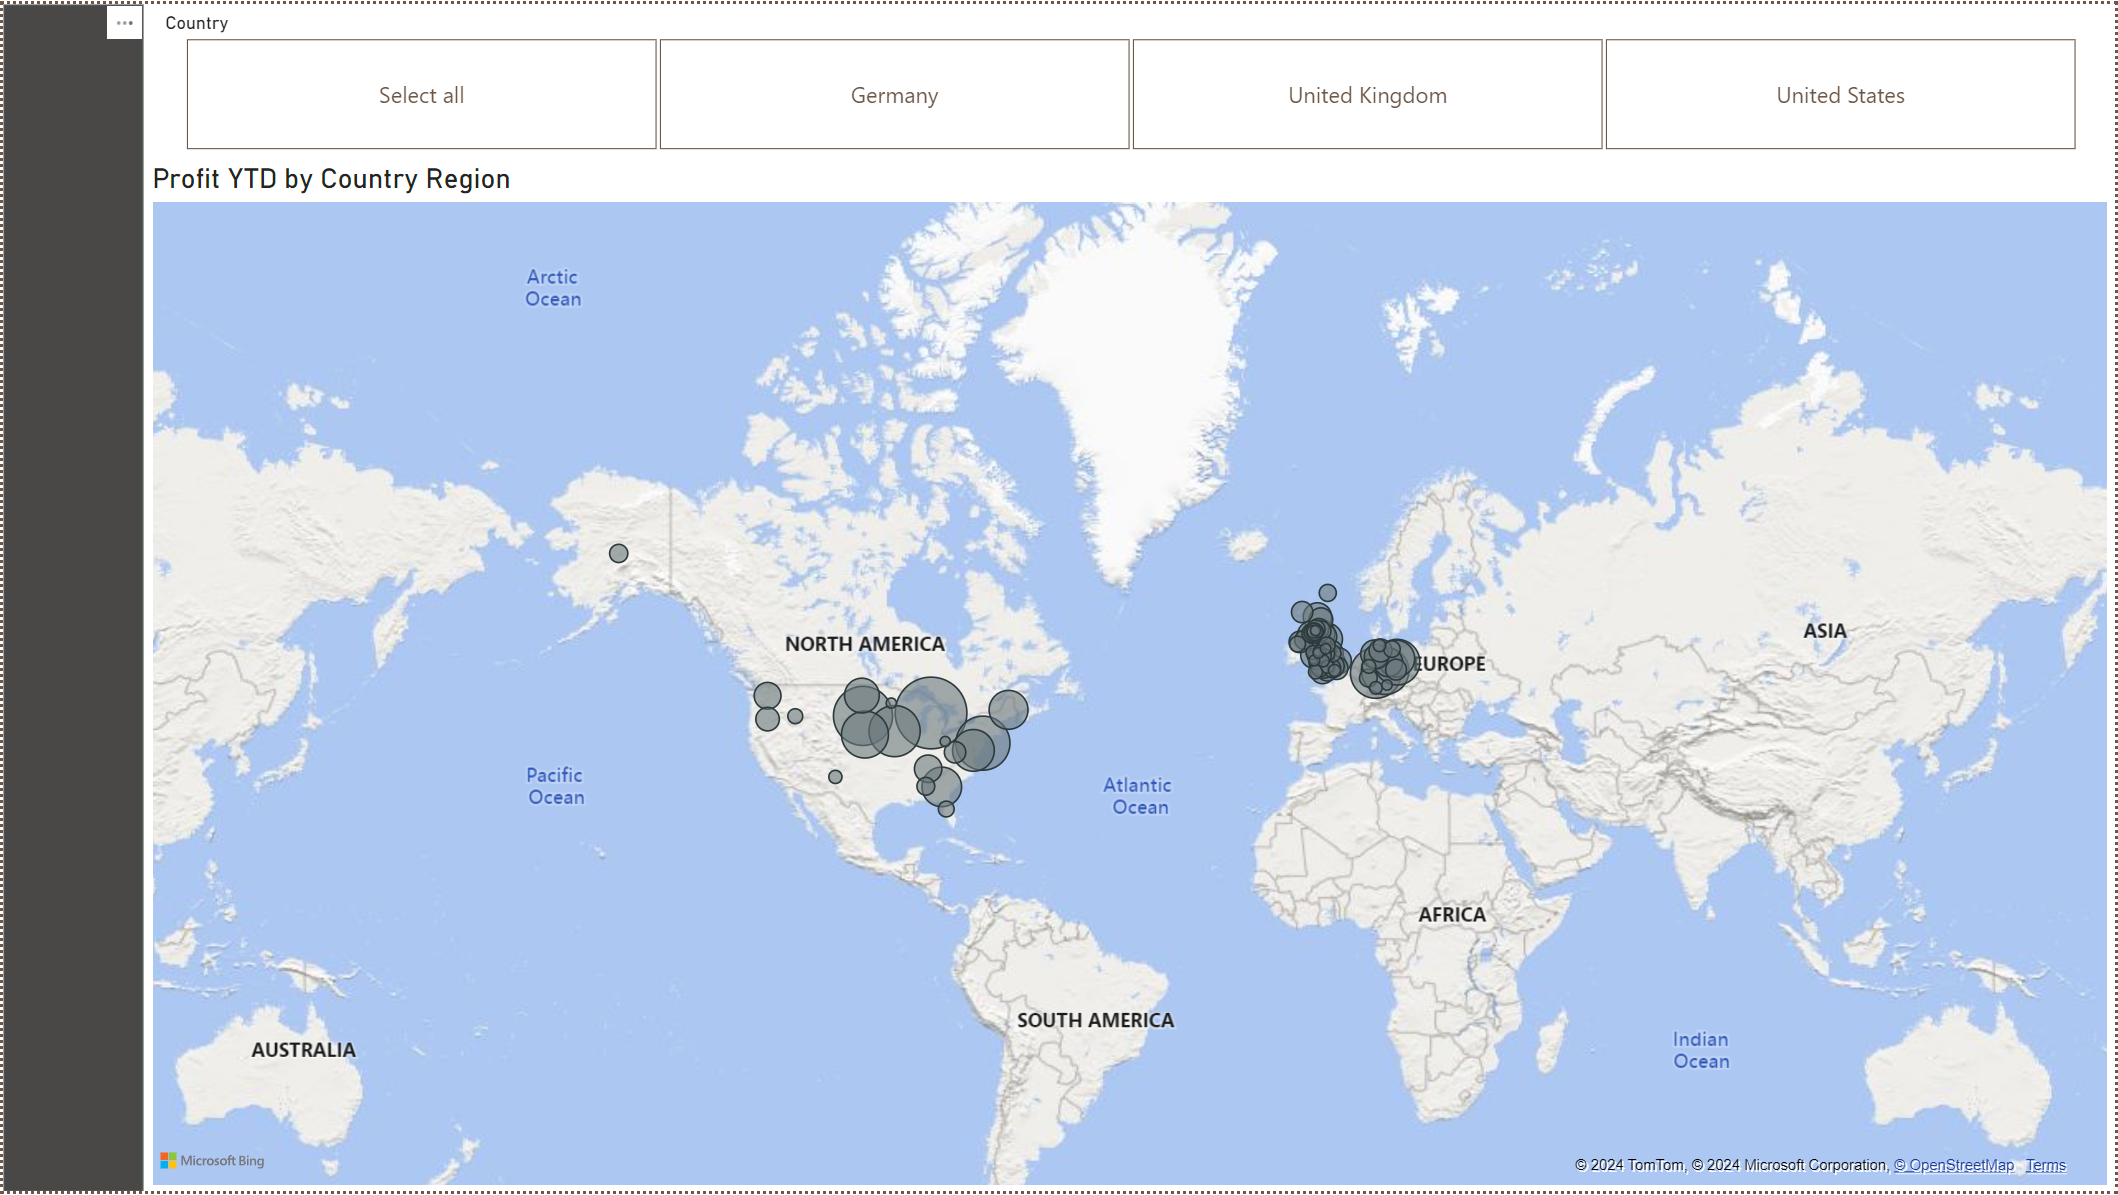 Country
Select all
Germany
United Kingdom
United States
Profit YTD by Country Region
Arctic
Ocean
NORTH AMERICA
ASIA
EUROPE
Pacific
Ocean
Atlantic
Ocean
AFRICA
SOUTH AMERICA
AUSTRALIA
Indian
Ocean
Microsoft Bing
© 2024 TomTom, © 2024 Microsoft Corporation, © OpenStreetMap Terms